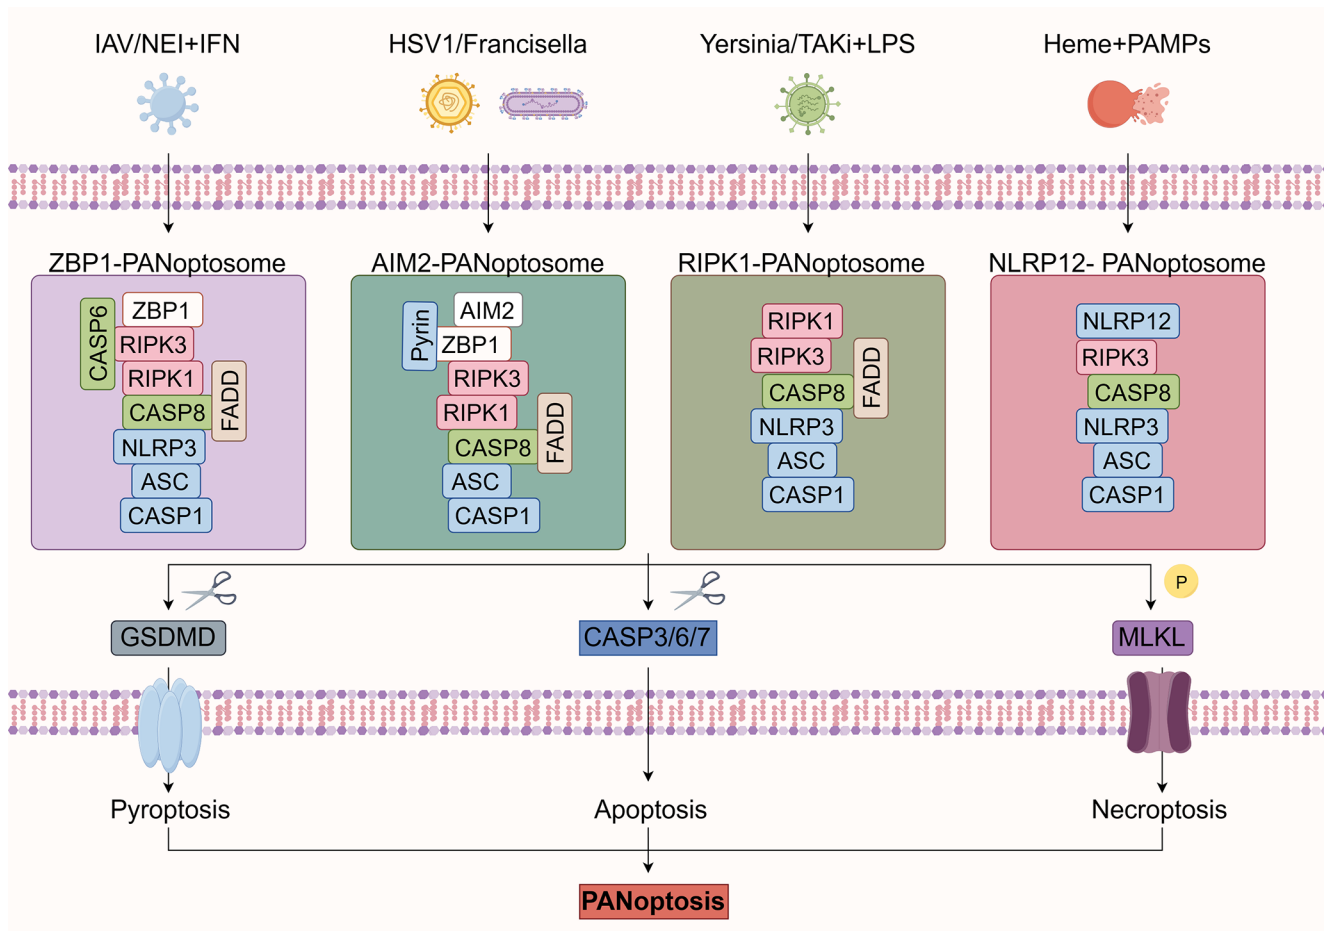 IAV/NEI+IFN
HSV1/Francisella
Yersinia/TAKi+LPS
Heme+PAMPs
ZBP1-PANoptosome
CASP6
ZBP1
RIPK3
RIPK1
CASP8
FADD
NLRP3
ASC
CASP1
AIM2-PANoptosome
Pyrin
AIM2
ZBP1
RIPK3
RIPK1
CASP8
FADD
ASC
CASP1
RIPK1-PANoptosome
RIPK1
RIPK3
CASP8
FADD
NLRP3
ASC
CASP1
NLRP12- PANoptosome
NLRP12
RIPK3
CASP8
NLRP3
ASC
CASP1
P
GSDMD
CASP3/6/7
MLKL
Pyroptosis
Apoptosis
Necroptosis
PANoptosis